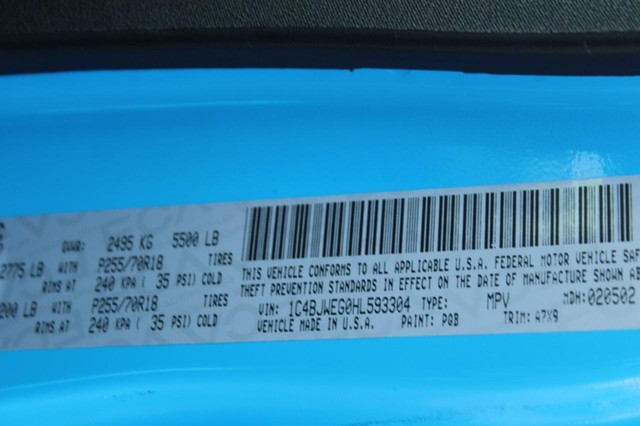 GVWR: 2495 KG 5500 LB
2775 LB WITH P255/70R18 TIRES
RIMS AT 240 KPA ( 35 PSI) COLD
200 LB WITH P255/70R18 TIRES
RIMS AT 240 KPA ( 35 PSI) COLD
THIS VEHICLE CONFORMS TO ALL APPLICABLE U.S.A. FEDERAL MOTOR VEHICLE SAFE
THEFT PREVENTION STANDARDS IN EFFECT ON THE DATE OF MANUFACTURE SHOWN AB
VIN: 1C4BJWEG0HL593304 TYPE: MPV MDH:020502
VEHICLE MADE IN U.S.A. PAINT: PQB TRIM: A7X9